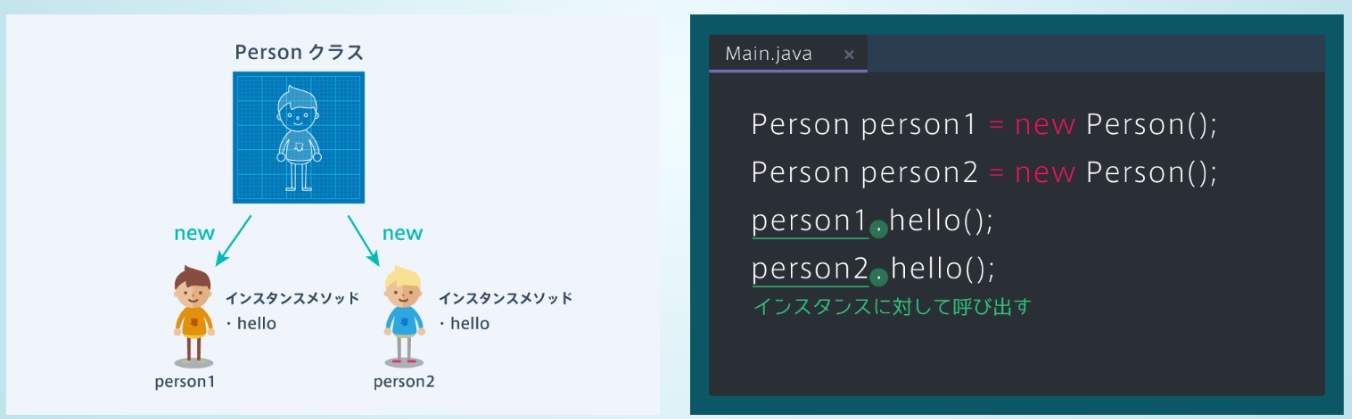 Person クラス
new
new
インスタンスメソッド
・hello
person1
インスタンスメソッド
・hello
person2
Main.java ×
Person person1 = new Person();
Person person2 = new Person();
person1.hello();
person2.hello();
インスタンスに対して呼び出す